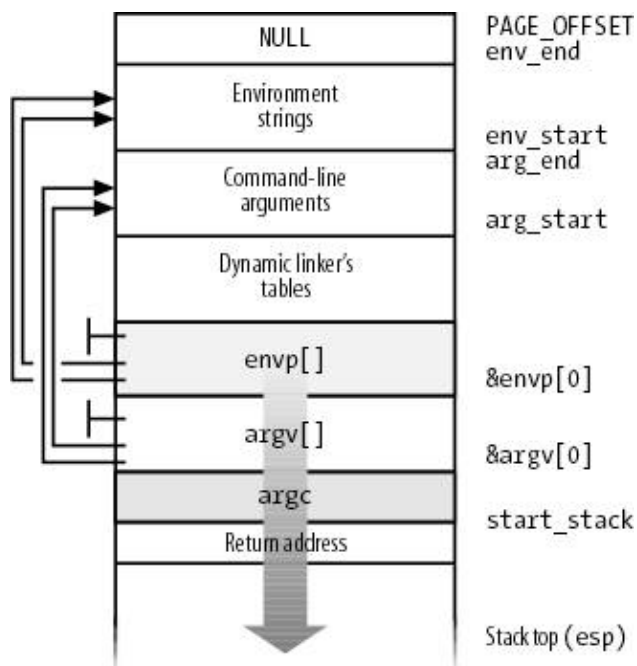 NULL
PAGE_OFFSET
env_end
Environment
strings
env_start
arg_end
Command-line
arguments
arg_start
Dynamic linker's
tables
envp[]
&envp[0]
argv[]
&argv[0]
argc
start_stack
Return address
Stack top (esp)